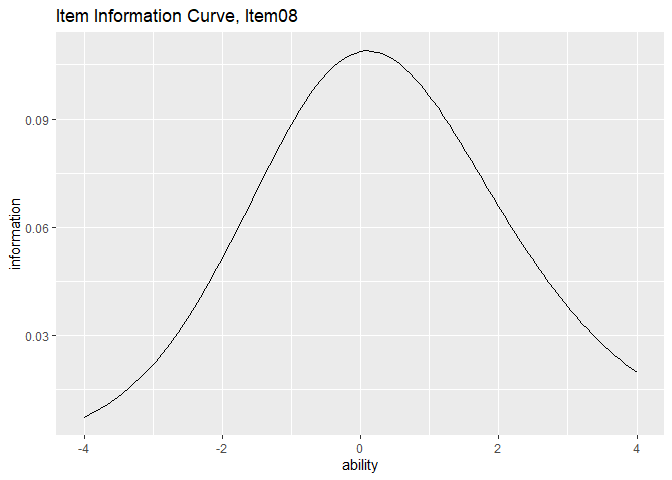 Item Information Curve, Item08
information
0.09
0.06
0.03
-4
-2
0
2
4
ability